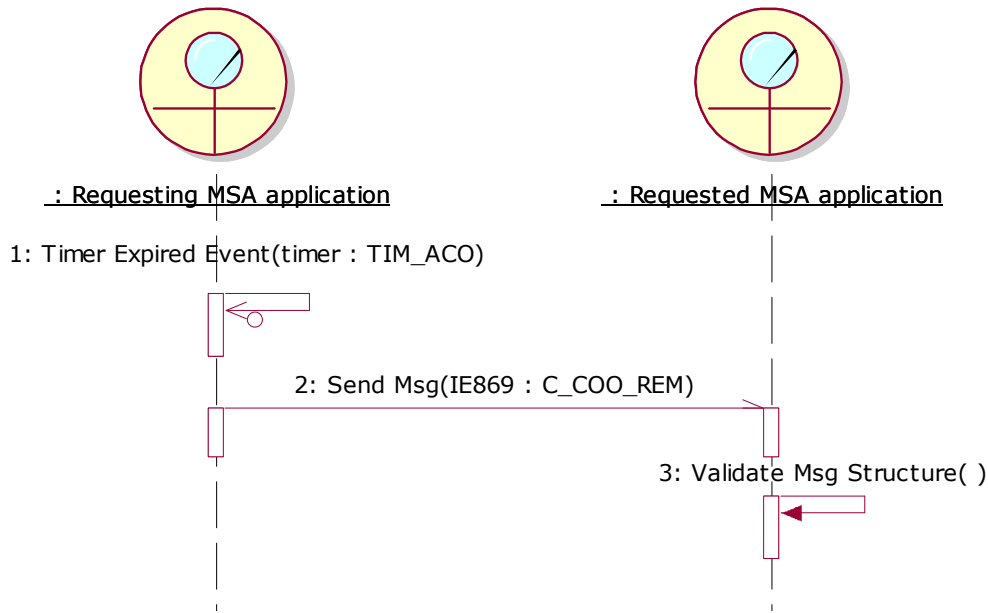 : Requesting MSA application
: Requested MSA application
1: Timer Expired Event(timer : TIM_ACO)
2: Send Msg(IE869 : C_COO_REM)
3: Validate Msg Structure( )